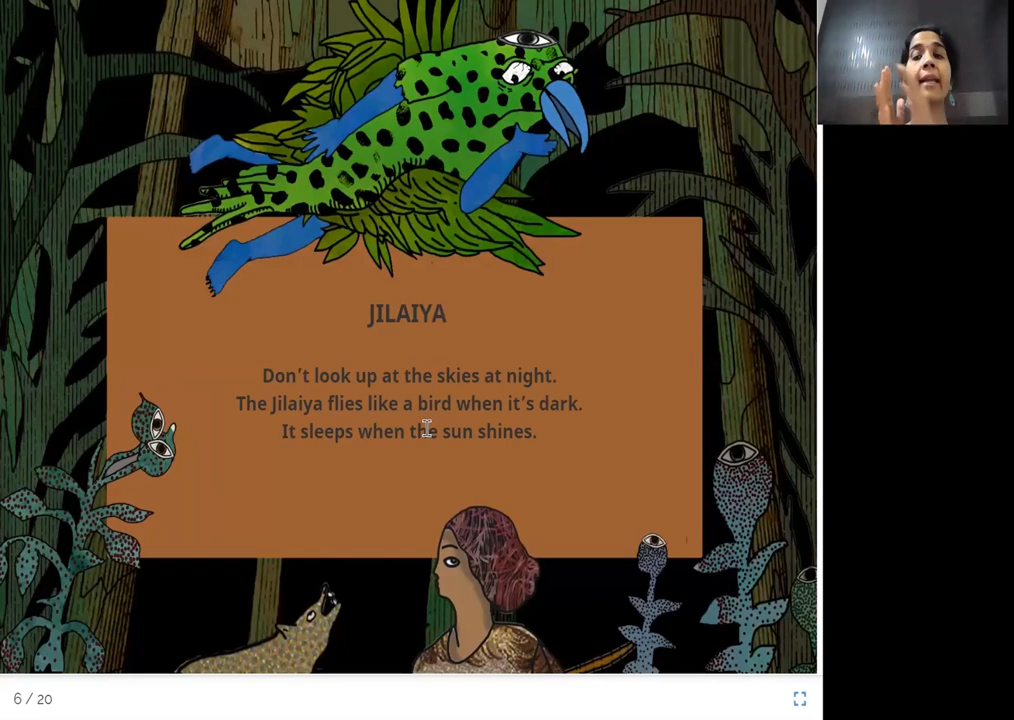 JILAIYA
Don't look up at the skies at night.
The Jilaiya flies like a bird when it's dark.
It sleeps when the sun shines.
6 / 20